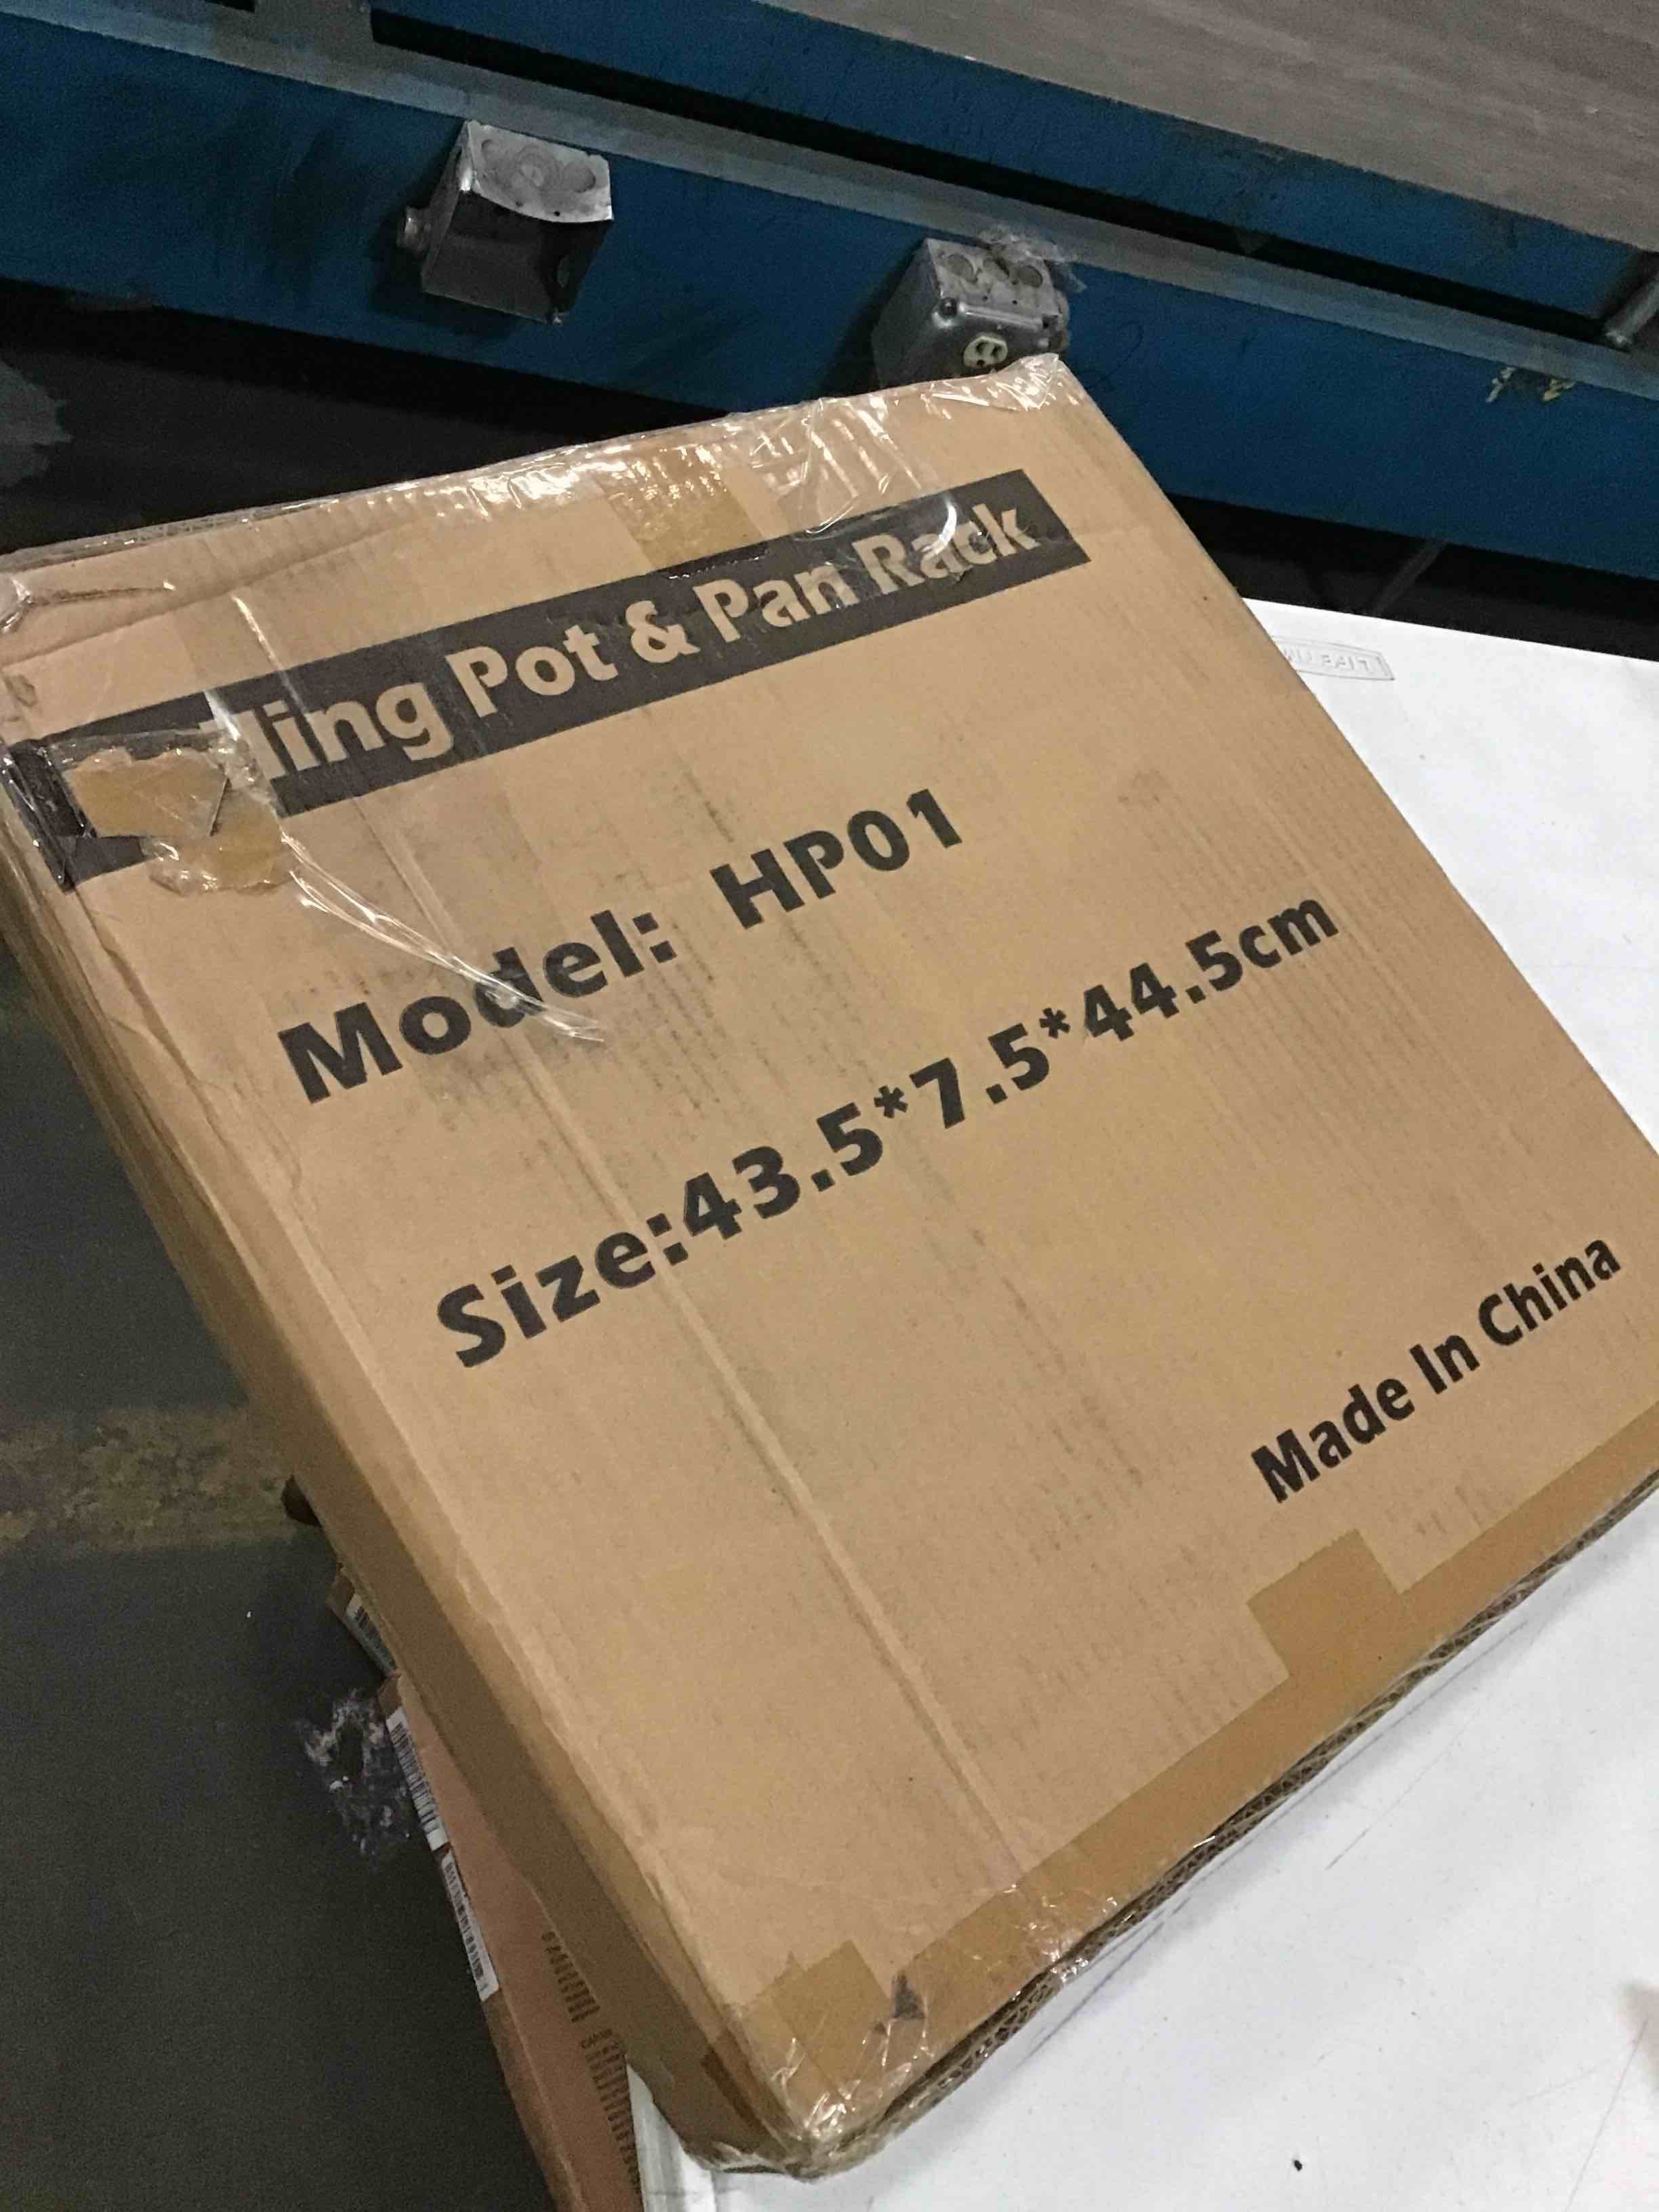 ling Pot & Pan Rack
Model: HP01
Size:43.5*7.5*44.5cm
Made In China